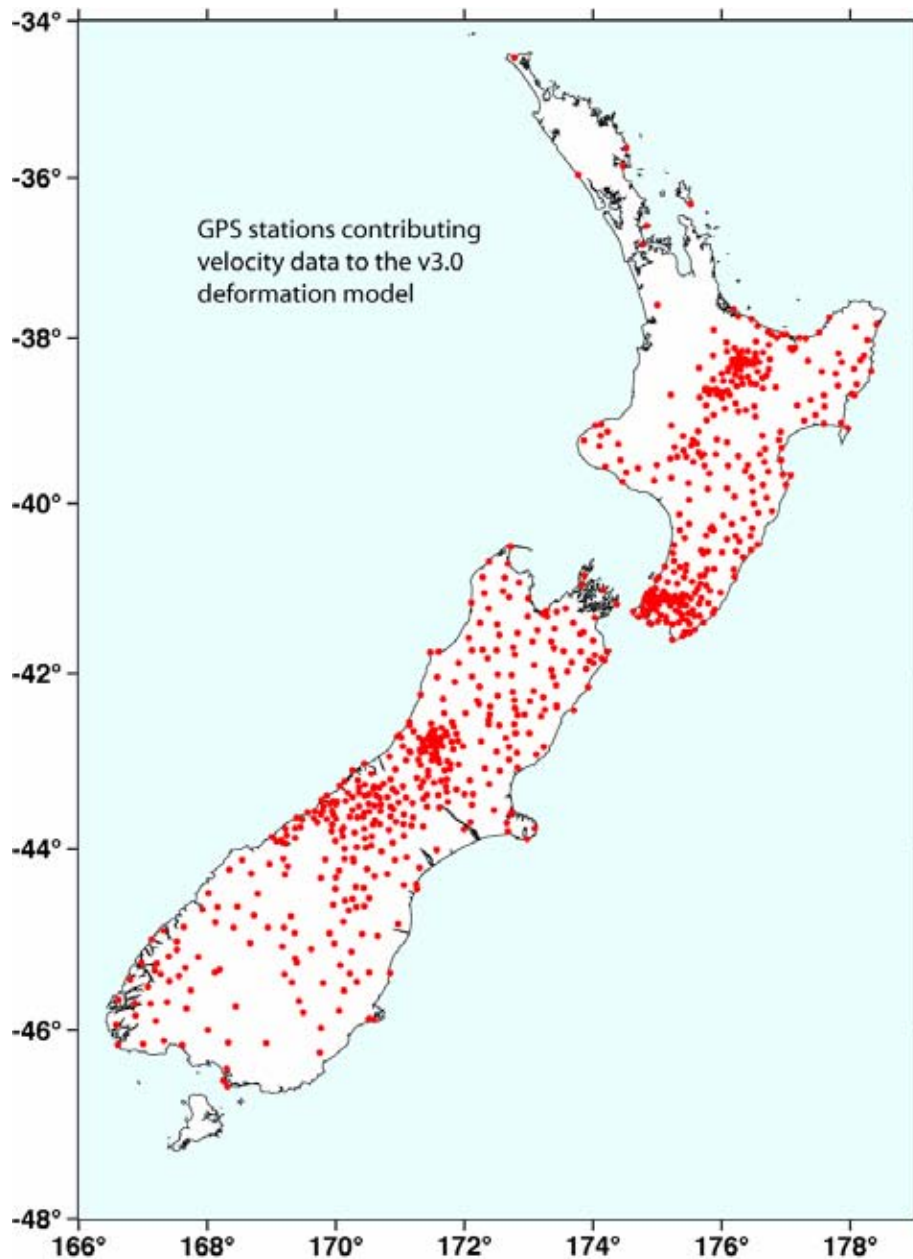 -34°
-36°
GPS stations contributing
velocity data to the v3.0
deformation model
-38°
-40°
-42°
-44°
-46°
-48°
166° 168° 170° 172° 174° 176° 178°